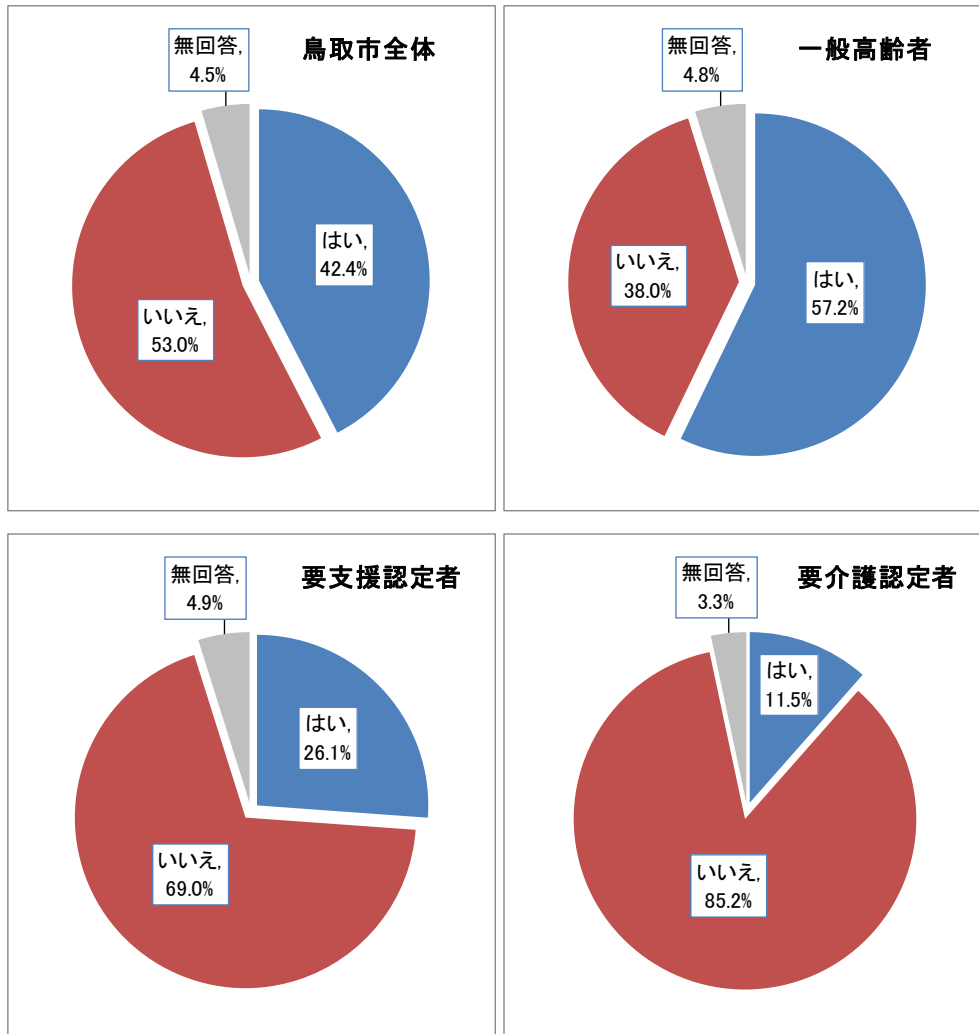 鳥取市全体
無回答,
4.5%
はい,
42.4%
いいえ,
53.0%
一般高齢者
無回答,
4.8%
いいえ,
38.0%
はい,
57.2%
要支援認定者
無回答,
4.9%
はい,
26.1%
いいえ,
69.0%
要介護認定者
無回答,
3.3%
はい,
11.5%
いいえ,
85.2%